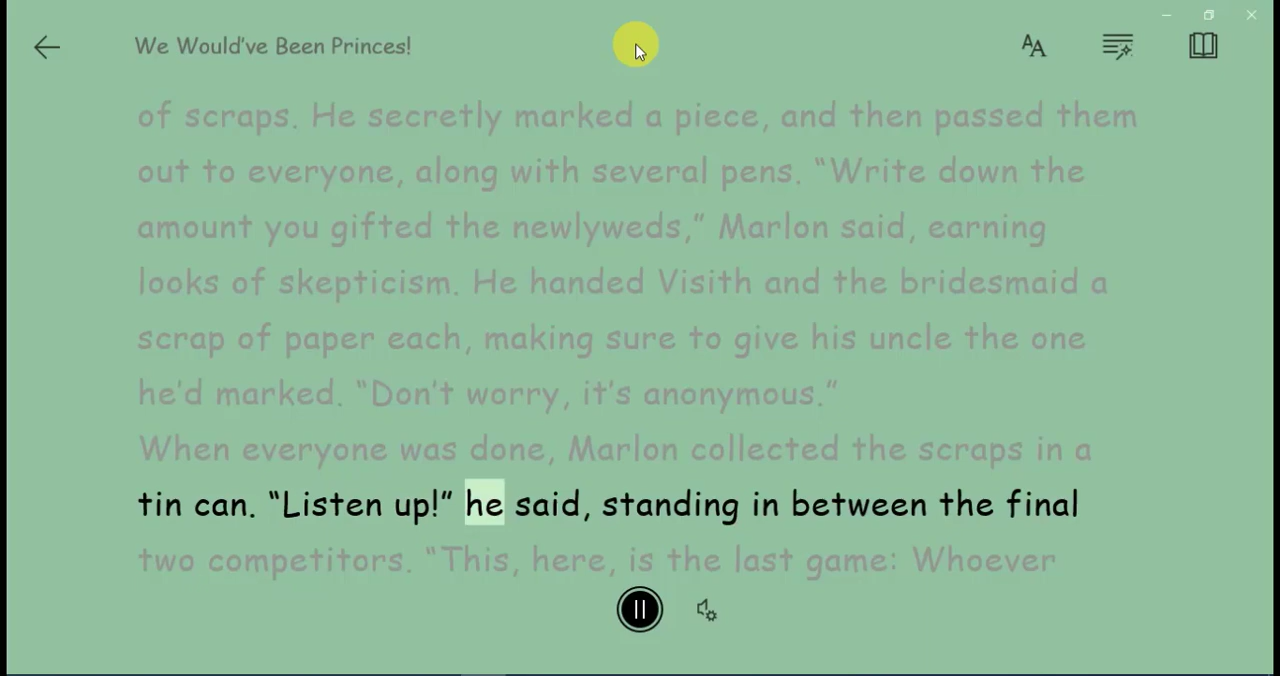 We Would've Been Princes!
AA
of scraps. He secretly marked a piece, and then passed them
out to everyone, along with several pens. “Write down the
amount you gifted the newlyweds,” Marlon said, earning
looks of skepticism. He handed Visith and the bridesmaid a
scrap of paper each, making sure to give his uncle the one
he'd marked. “Don't worry, it's anonymous.”
When everyone was done, Marlon collected the scraps in a
tin can. “Listen up!” he said, standing in between the final
two competitors. “This, here, is the last game: Whoever